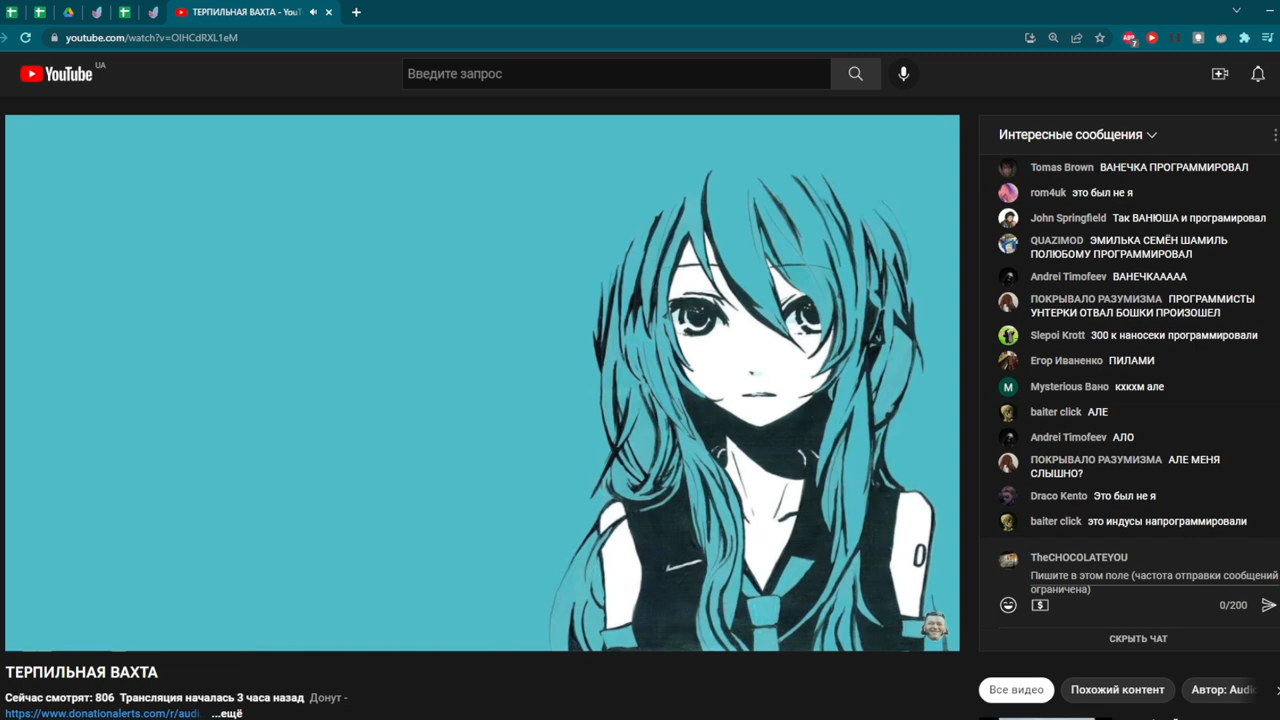 ТЕРПИЛЬНАЯ ВАХТА - YouT
youtube.com/watch?v=OIHCdRXL1eM
7
YouTube UA
Введите запрос
Интересные сообщения
Tomas Brown ВАНЕЧКА ПРОГРАММИРОВАЛ
rom4uk это был не я
John Springfield Так ВАНЮША и програмировал
QUAZIMOD ЭМИЛЬКА СЕМЁН ШАМИЛЬ
ПОЛЮБОМУ ПРОГРАММИРОВАЛ
Andrei Timofeev ВАНЕЧКААААА
ПОКРЫВАЛО РАЗУМИЗМА ПРОГРАММИСТЫ
УНТЕРКИ ОТВАЛ БОШКИ ПРОИЗОШЕЛ
Slepoi Krott 300 к наносеки программировали
Егор Иваненко ПИЛАМИ
M Mysterious Вано кхкхм але
baiter click АЛЕ
Andrei Timofeev АЛО
ПОКРЫВАЛО РАЗУМИЗМА АЛЕ МЕНЯ
СЛЫШНО?
Draco Kento Это был не я
baiter click это индусы напрограммировали
TheCHOCOLATEYOU
Пишите в этом поле (частота отправки сообщений
ограничена)
$ 0/200
СКРЫТЬ ЧАТ
0
ТЕРПИЛЬНАЯ ВАХТА
Сейчас смотрят: 806 Трансляция началась 3 часа назад Донут -
https://www.donationalerts.com/r/audi... ...ещё
Все видео Похожий контент Автор: Audic